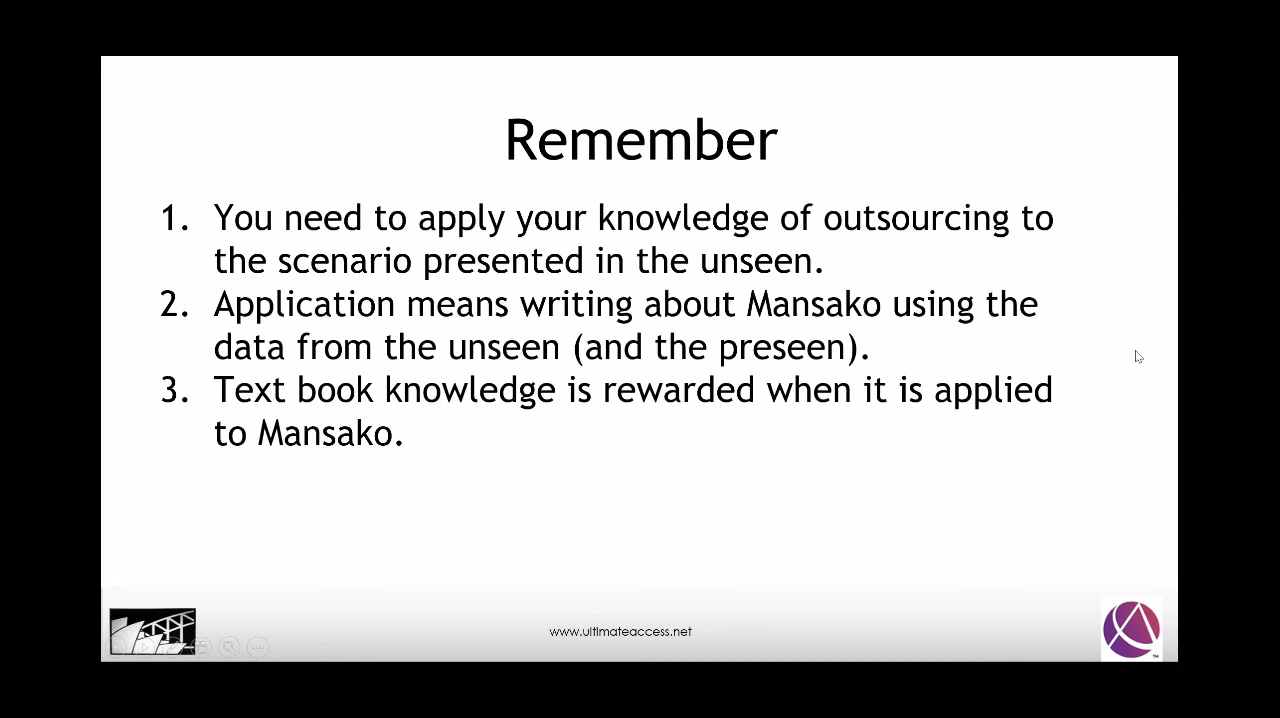 Remember
1. You need to apply your knowledge of outsourcing to
the scenario presented in the unseen.
2. Application means writing about Mansako using the
data from the unseen (and the preseen).
3. Text book knowledge is rewarded when it is applied
to Mansako.
www.ultimateaccess.net
TM